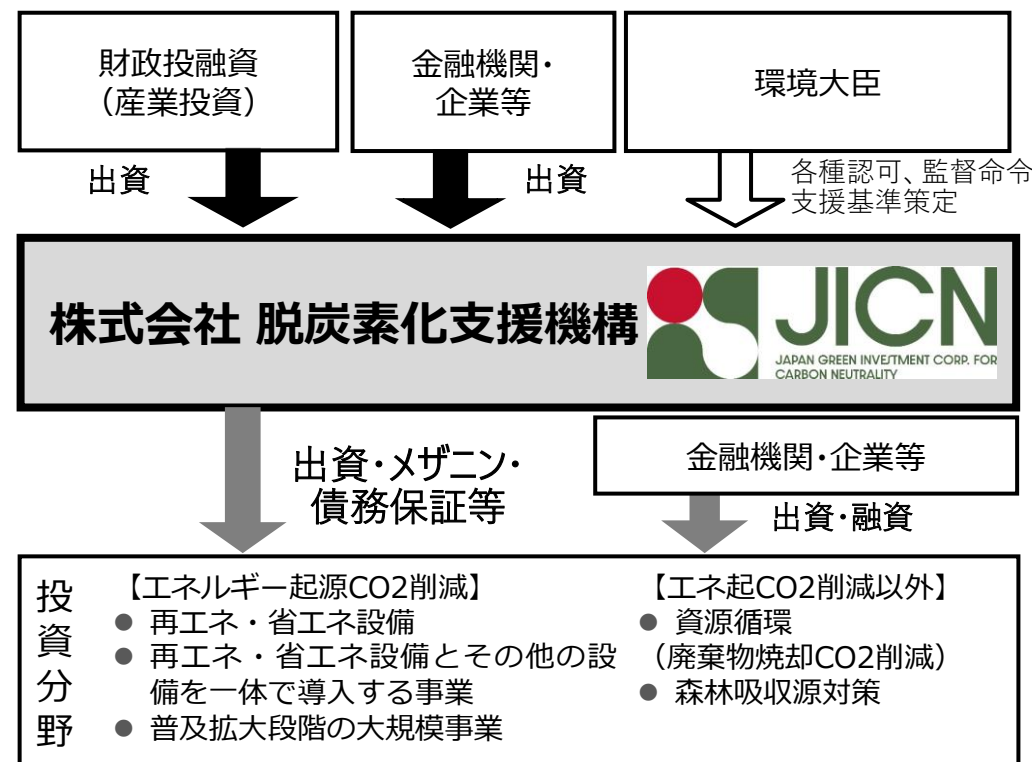 財政投融資
（産業投資）
金融機関・
企業等
環境大臣
出資
出資
各種認可、監督命令
支援基準策定
株式会社 脱炭素化支援機構
JICN
JAPAN GREEN INVESTMENT CORP. FOR
CARBON NEUTRALITY
出資・メザニン・
債務保証等
金融機関・企業等
出資・融資
投資分野
【エネルギー起源CO2削減】
● 再エネ・省エネ設備
● 再エネ・省エネ設備とその他の設
備を一体で導入する事業
● 普及拡大段階の大規模事業
【エネ起CO2削減以外】
● 資源循環
（廃棄物焼却CO2削減）
● 森林吸収源対策